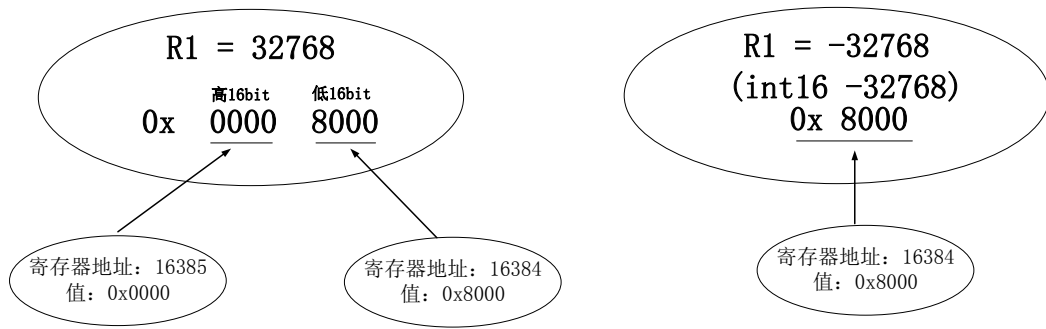 R1 = 32768
高16bit 低16bit
0x 0000 8000
寄存器地址: 16385
值: 0x0000
寄存器地址: 16384
值: 0x8000
R1 = -32768
(int16 -32768)
0x 8000
寄存器地址: 16384
值: 0x8000